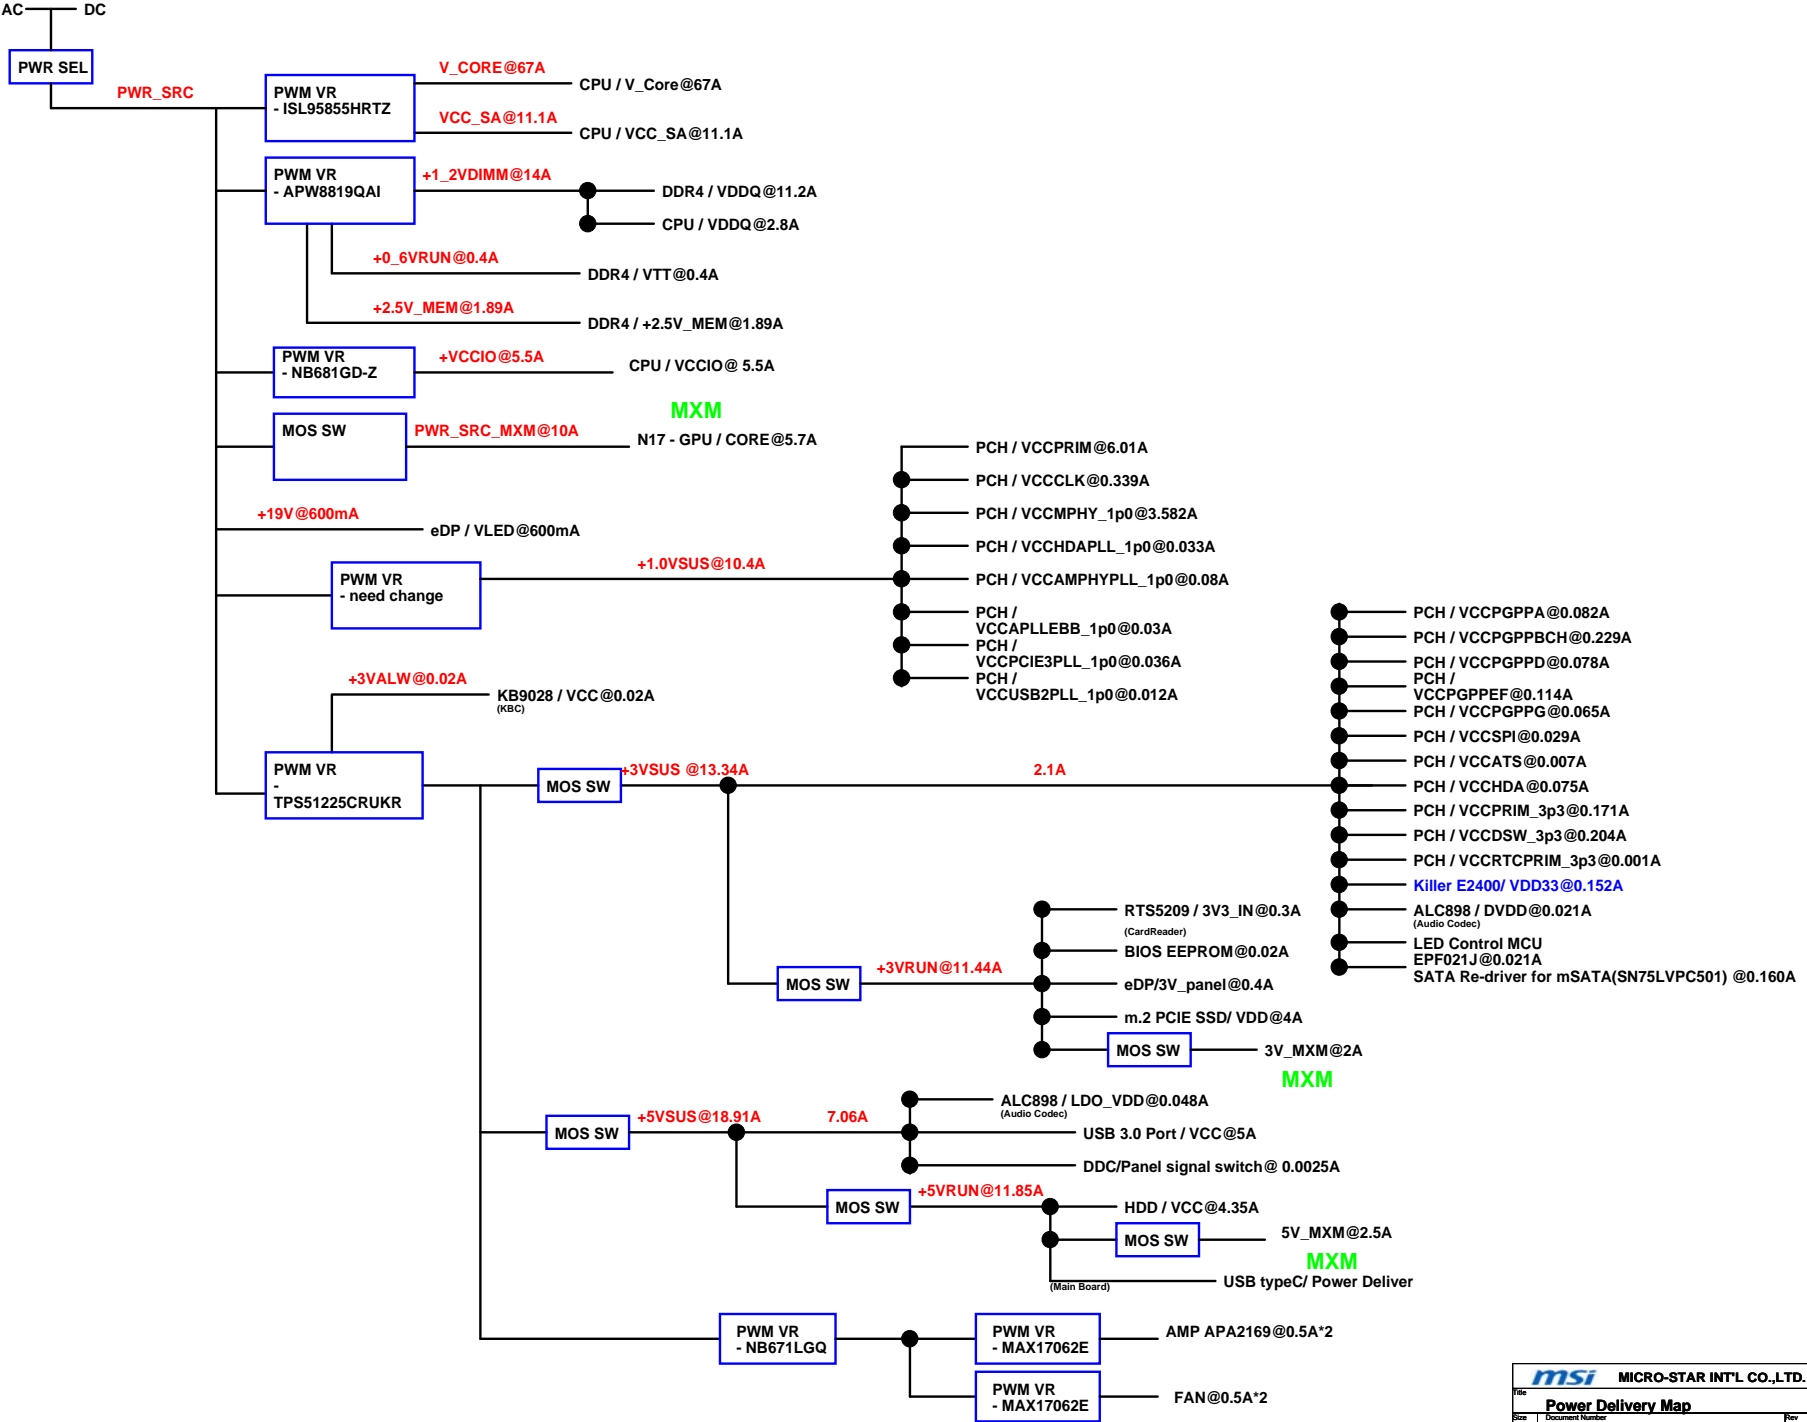 AC DC
PWR SEL
PWR_SRC
PWM VR
- ISL95855HRTZ
V_CORE@67A
CPU / V_Core@67A
VCC_SA@11.1A
CPU / VCC_SA@11.1A
PWM VR
- APW8819QAI
+1_2VDIMM@14A
DDR4 / VDDQ@11.2A
CPU / VDDQ@2.8A
+0_6VRUN@0.4A
DDR4 / VTT@0.4A
+2.5V_MEM@1.89A
DDR4 / +2.5V_MEM@1.89A
PWM VR
- NB681GD-Z
+VCCIO@5.5A
CPU / VCCIO@ 5.5A
MXM
MOS SW
PWR_SRC_MXM@10A
N17 - GPU / CORE@5.7A
+19V@600mA
eDP / VLED@600mA
PWM VR
- need change
+1.0VSUS@10.4A
PCH / VCCPRIM@6.01A
PCH / VCCCLK@0.339A
PCH / VCCMPHY_1p0@3.582A
PCH / VCCHDAPLL_1p0@0.033A
PCH / VCCAMPHYPLL_1p0@0.08A
PCH /
VCCAPLLEBB_1p0@0.03A
PCH /
VCCPCIE3PLL_1p0@0.036A
PCH /
VCCUSB2PLL_1p0@0.012A
+3VALW@0.02A
KB9028 / VCC@0.02A
(KBC)
PWM VR
-
TPS51225CRUKR
MOS SW
+3VSUS @13.34A
2.1A
PCH / VCCPGPPA@0.082A
PCH / VCCPGPPBCH@0.229A
PCH / VCCPGPPD@0.078A
PCH /
VCCPGPPEF@0.114A
PCH / VCCPGPPG@0.065A
PCH / VCCSPI@0.029A
PCH / VCCATS@0.007A
PCH / VCCHDA@0.075A
PCH / VCCPRIM_3p3@0.171A
PCH / VCCDSW_3p3@0.204A
PCH / VCCRTCPRIM_3p3@0.001A
Killer E2400/ VDD33@0.152A
ALC898 / DVDD@0.021A
(Audio Codec)
LED Control MCU
EPF021J@0.021A
SATA Re-driver for mSATA(SN75LVPC501) @0.160A
MOS SW
+3VRUN@11.44A
RTS5209 / 3V3_IN@0.3A
(CardReader)
BIOS EEPROM@0.02A
eDP/3V_panel@0.4A
m.2 PCIE SSD/ VDD@4A
MOS SW
3V_MXM@2A
MXM
MOS SW
+5VSUS@18.91A
7.06A
ALC898 / LDO_VDD@0.048A
(Audio Codec)
USB 3.0 Port / VCC@5A
DDC/Panel signal switch@ 0.0025A
MOS SW
+5VRUN@11.85A
HDD / VCC@4.35A
MOS SW
5V_MXM@2.5A
MXM
USB typeC/ Power Deliver
(Main Board)
PWM VR
- NB671LGQ
PWM VR
- MAX17062E
AMP APA2169@0.5A*2
PWM VR
- MAX17062E
FAN@0.5A*2
msi MICRO-STAR INT'L CO.,LTD.
Title
Power Delivery Map
Size Document Number Rev